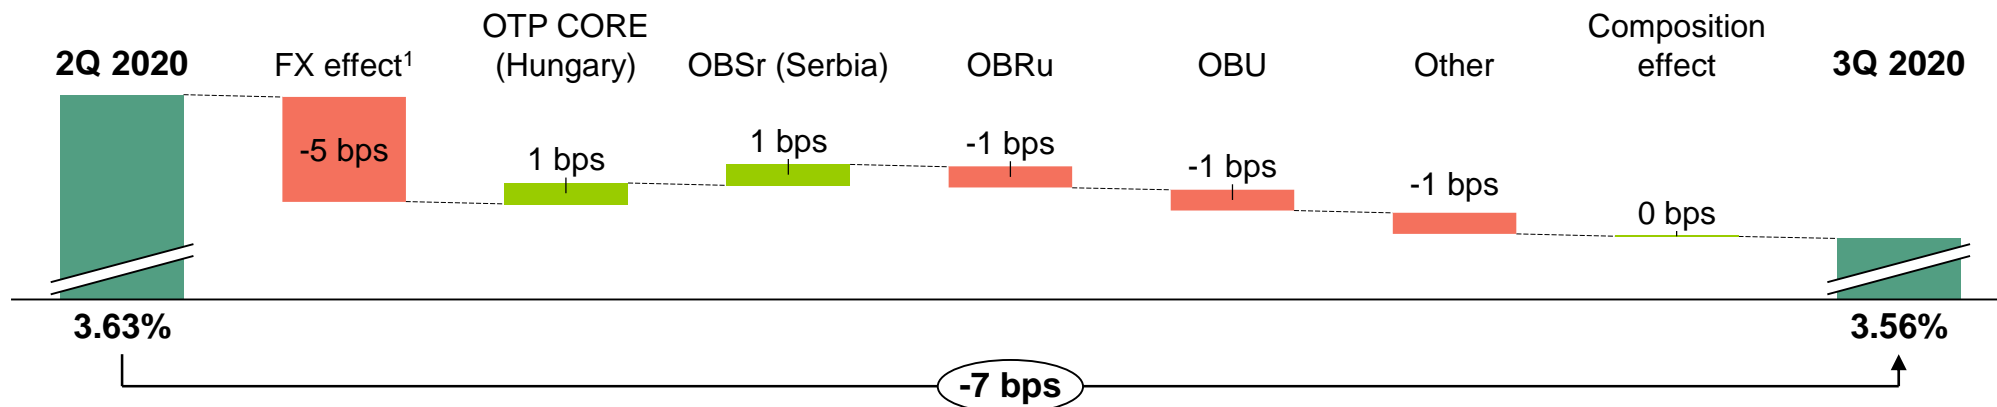 2Q 2020
FX effect¹
OTP CORE
(Hungary)
OBSr (Serbia)
OBRu
OBU
Other
Composition
effect
3Q 2020
-5 bps
1 bps
1 bps
-1 bps
-1 bps
-1 bps
0 bps
3.63%
3.56%
-7 bps